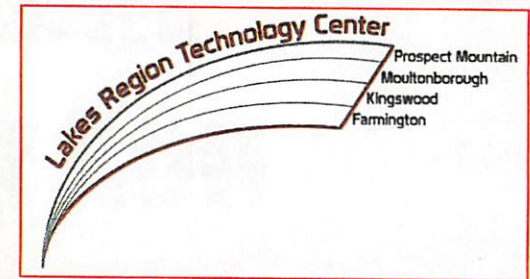 Lakes Region Technology Center
Prospect Mountain
Moultonborough
Kingswood
Farmington